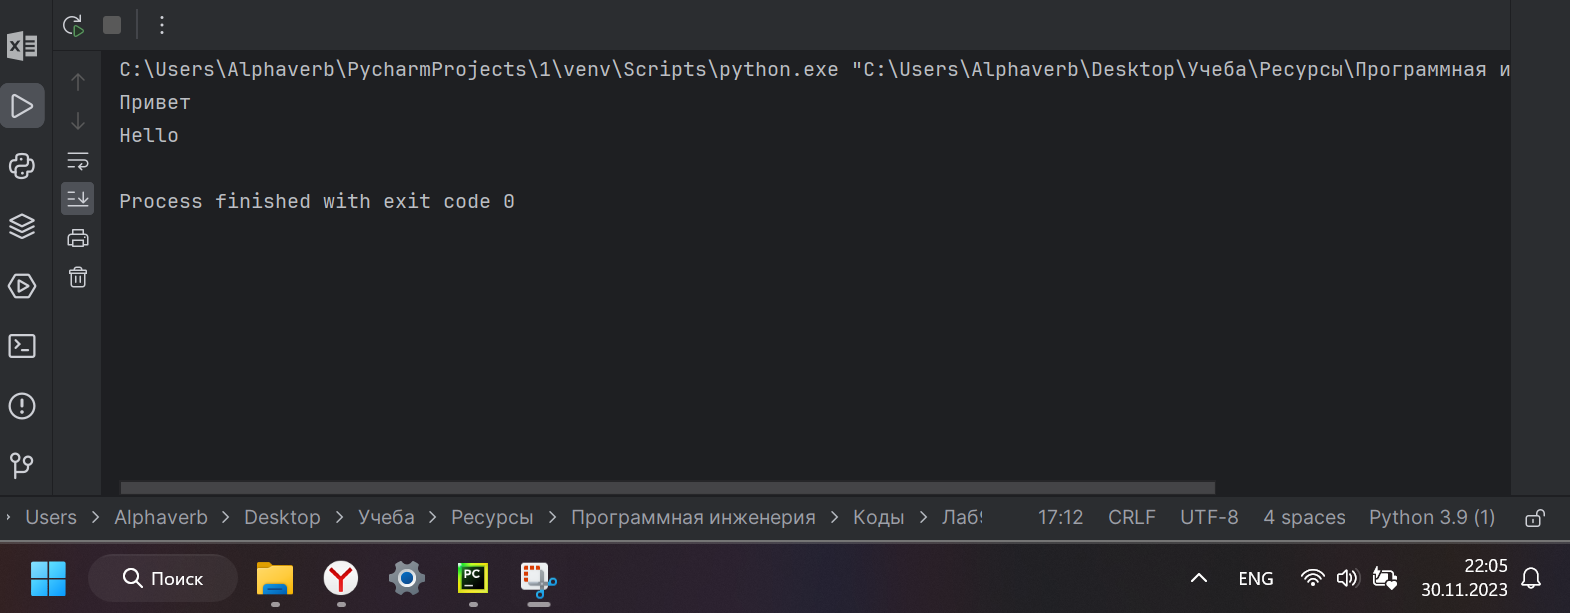 C:\Users\Alphaverb\PycharmProjects\1\venv\Scripts\python.exe "C:\Users\Alphaverb\Desktop\Учеба\Ресурсы\Программная и
Привет
Hello
Process finished with exit code 0
Users > Alphaverb > Desktop > Учеба > Ресурсы > Программная инженерия > Коды > Лаб9 17:12 CRLF UTF-8 4 spaces Python 3.9 (1)
PC
Поиск ENG 22:05
30.11.2023